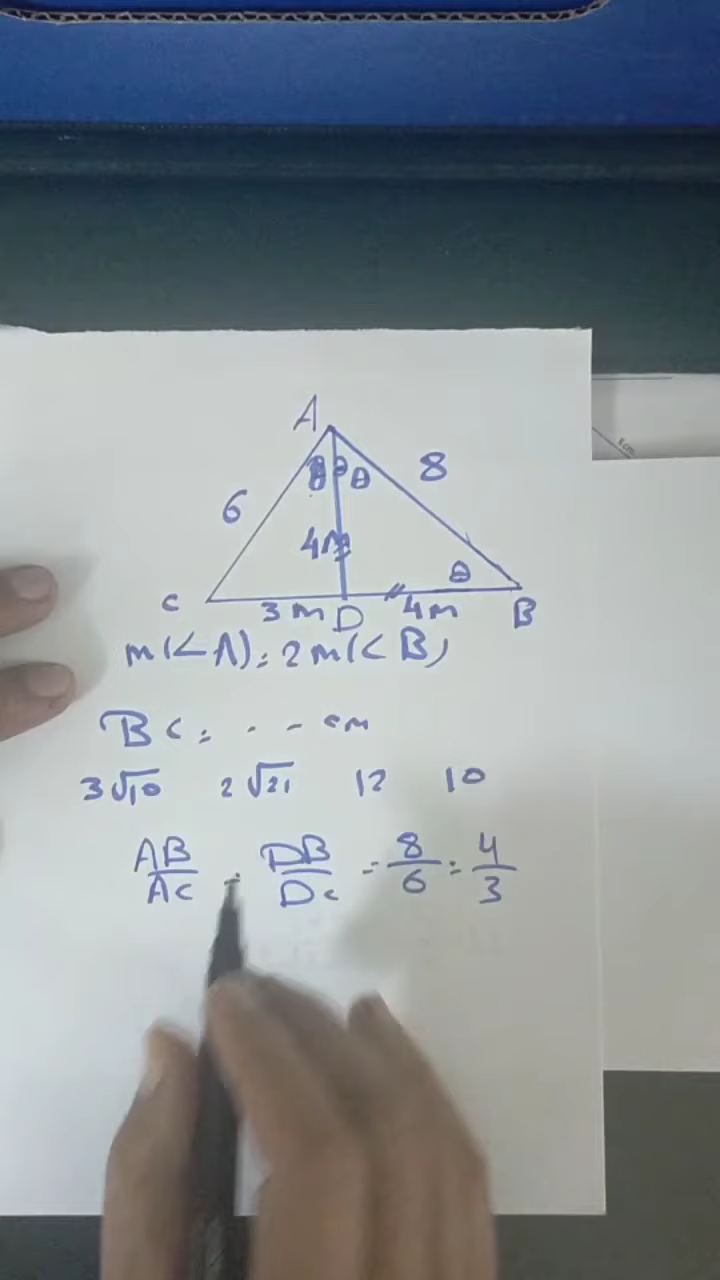 A
θ θ θ 8
6
4m
θ
C 3m D 4m B
m(<A) = 2m(<B)
BC = ... cm
3√10 2√21 12 10
AB/AC = DB/DC = 8/6 = 4/3